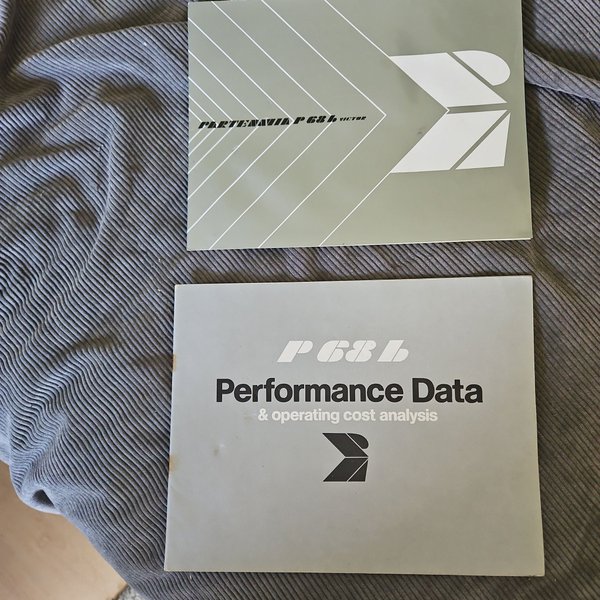 PARTENAVIA P 68 b VICTOR
P 68 b
Performance Data
& operating cost analysis